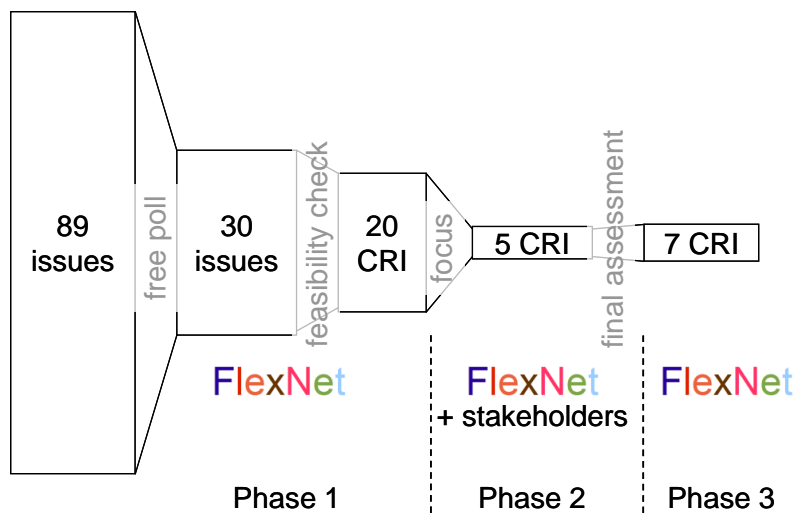 89
issues
free poll
30
issues
feasibility check
20
CRI
focus
5 CRI
final assessment
7 CRI
FlexNet
FlexNet
+ stakeholders
FlexNet
Phase 1
Phase 2
Phase 3